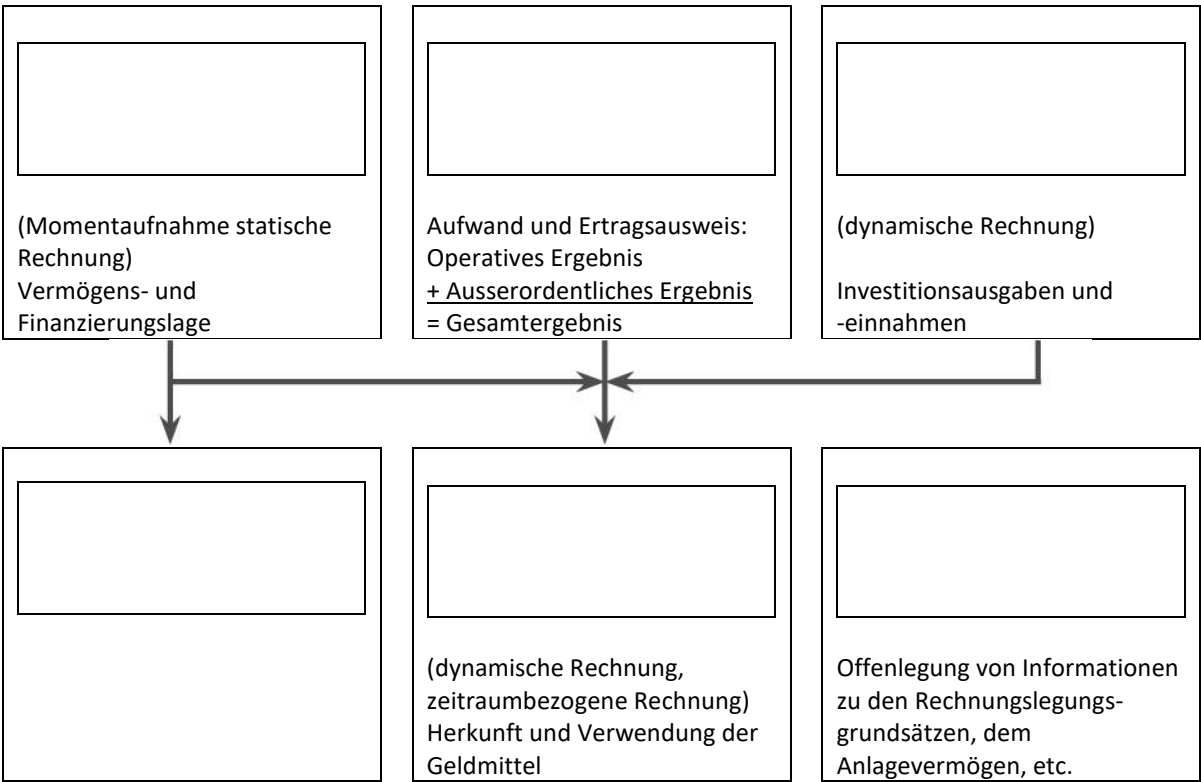 (Momentaufnahme statische
Rechnung)
Vermögens- und
Finanzierungslage
Aufwand und Ertragsausweis:
Operatives Ergebnis
+ Ausserordentliches Ergebnis
= Gesamtergebnis
(dynamische Rechnung)
Investitionsausgaben und
-einnahmen
(dynamische Rechnung,
zeitraumbezogene Rechnung)
Herkunft und Verwendung der
Geldmittel
Offenlegung von Informationen
zu den Rechnungslegungs-
grundsätzen, dem
Anlagevermögen, etc.